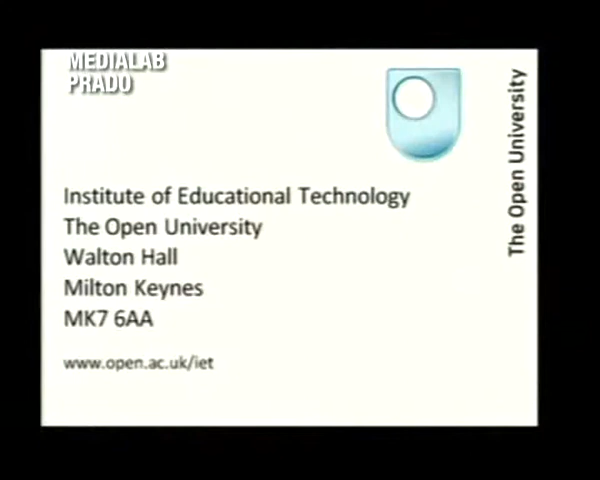 MEDIALAB
PRADO
The Open University
Institute of Educational Technology
The Open University
Walton Hall
Milton Keynes
MK7 6AA
www.open.ac.uk/iet